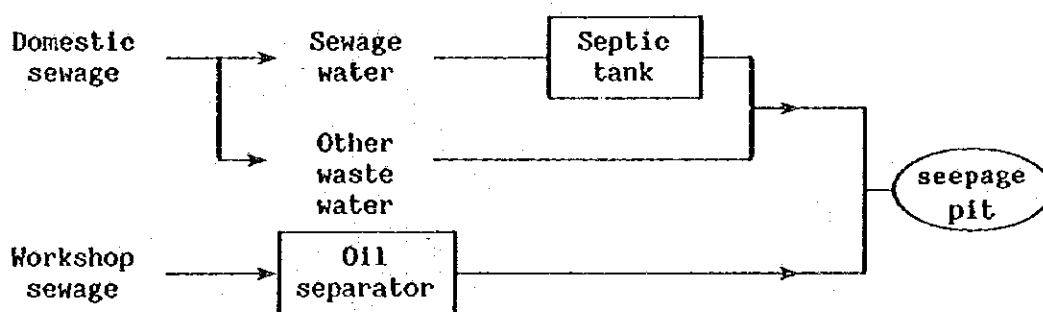 Domestic
sewage
Sewage
water
Septic
tank
Other
waste
water
seepage
pit
Workshop
sewage
Oil
separator